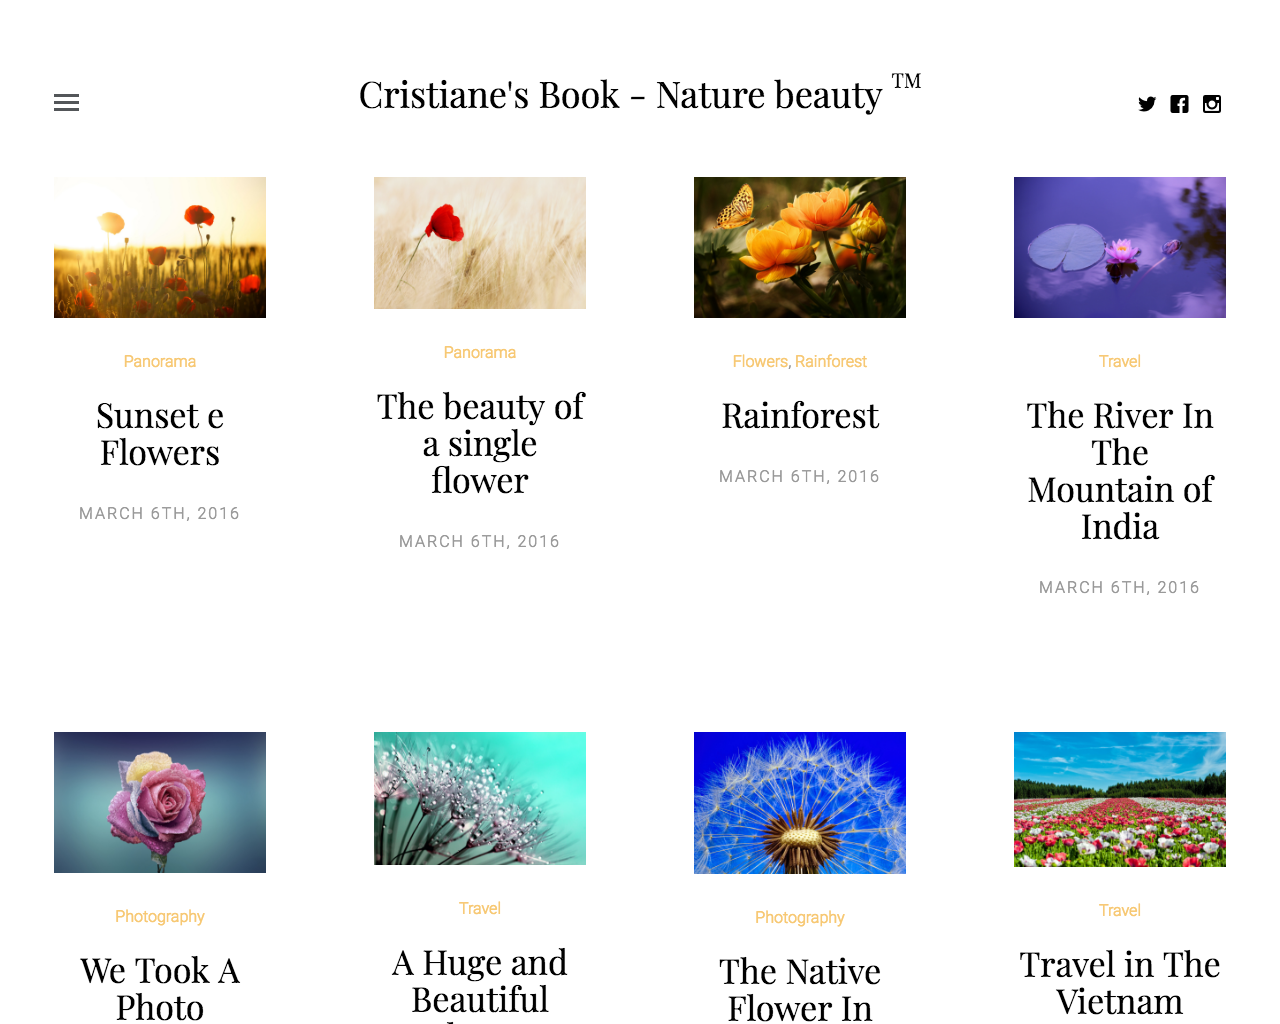 Cristiane's Book - Nature beauty TM
Panorama
Sunset e
Flowers
MARCH 6TH, 2016
Panorama
The beauty of
a single
flower
MARCH 6TH, 2016
Flowers, Rainforest
Rainforest
MARCH 6TH, 2016
Travel
The River In
The
Mountain of
India
MARCH 6TH, 2016
Photography
We Took A
Photo
Travel
A Huge and
Beautiful
Photography
The Native
Flower In
Travel
Travel in The
Vietnam